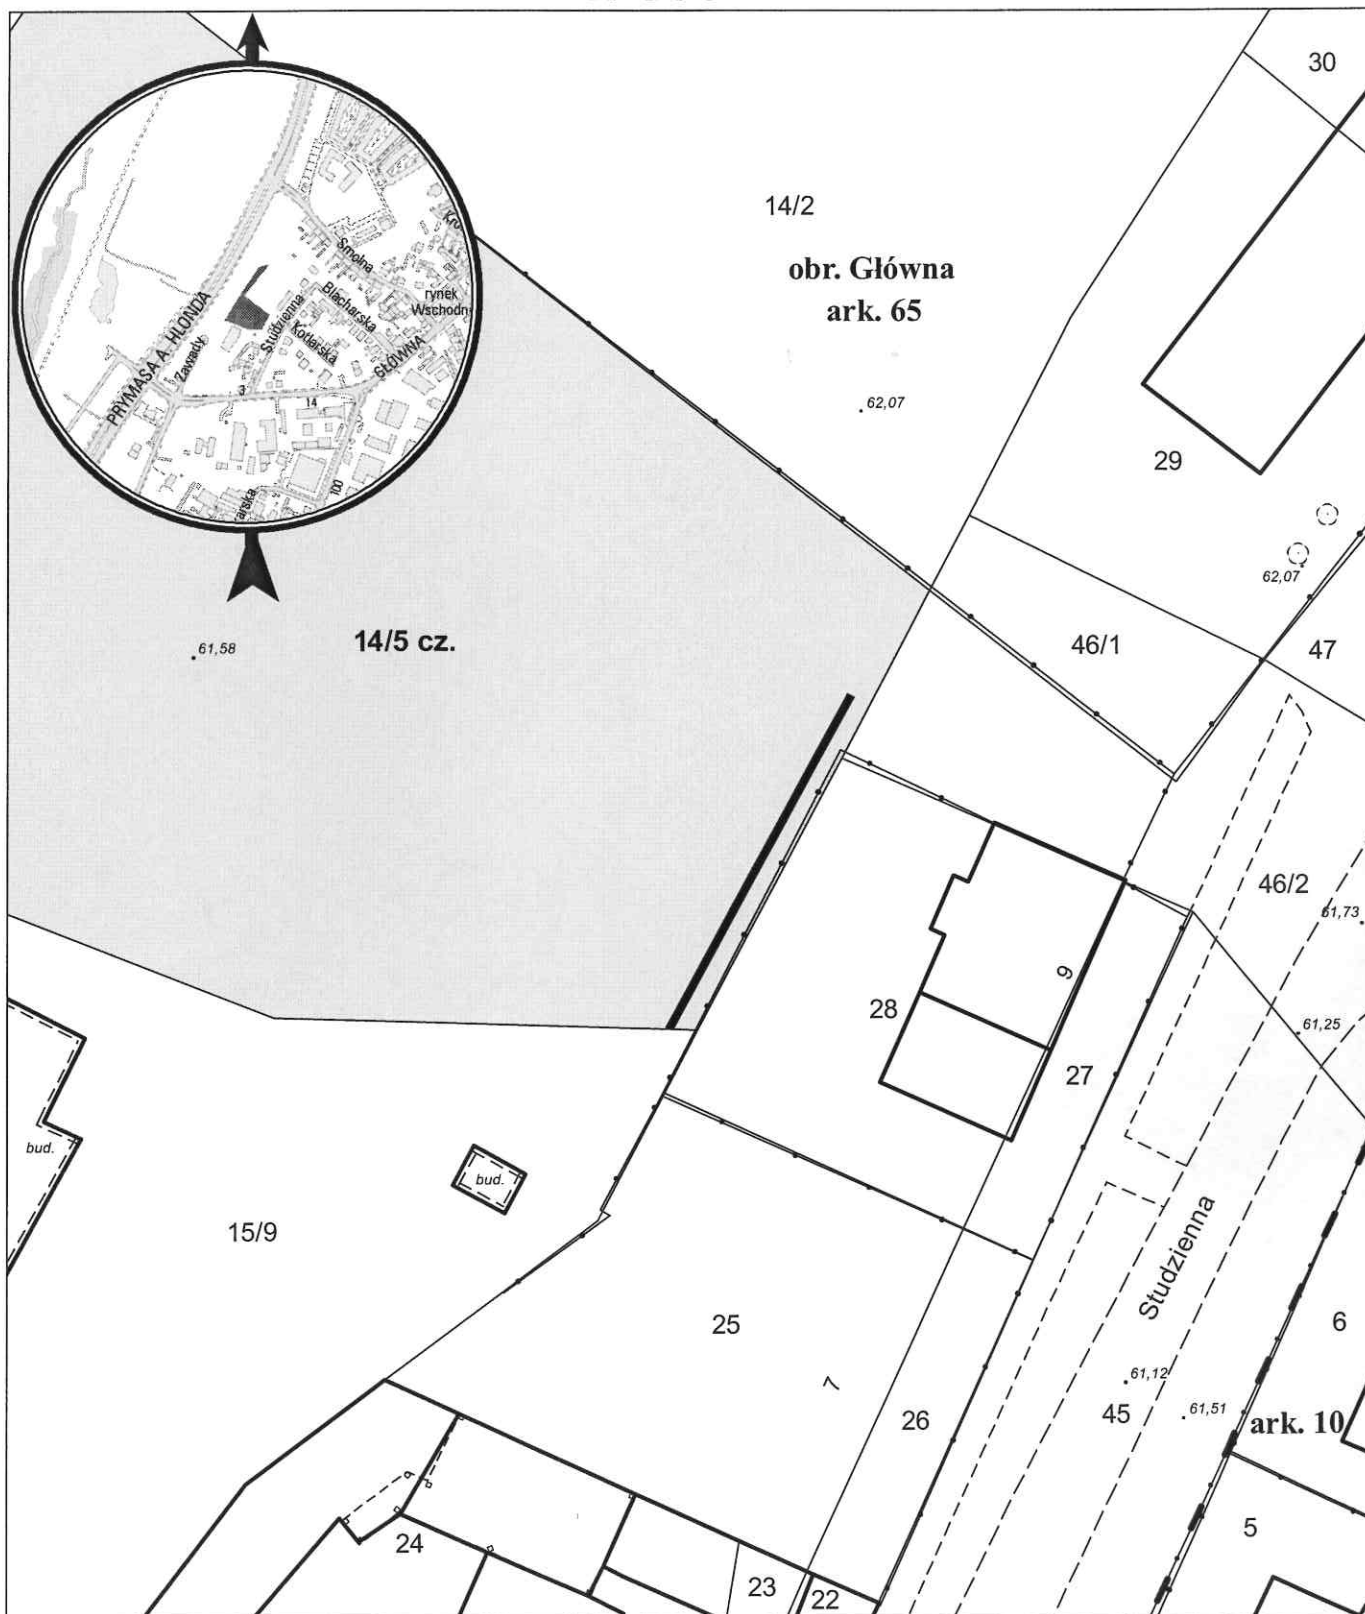 30
14/2
obr. Główna
ark. 65
62,07
29
62,07
Smolna
rynek
Wschodn
Blacharska
Studzienna
Kotlarska
GŁÓWNA
PRYMASA A. HLONDA
Zawady
3
14
100
arska
61,58
14/5 cz.
46/1
47
46/2
61,73
9
28
61,25
27
bud.
bud.
15/9
Studzienna
25
6
7
61,12
26
45
61,51
ark. 10
24
5
23
22